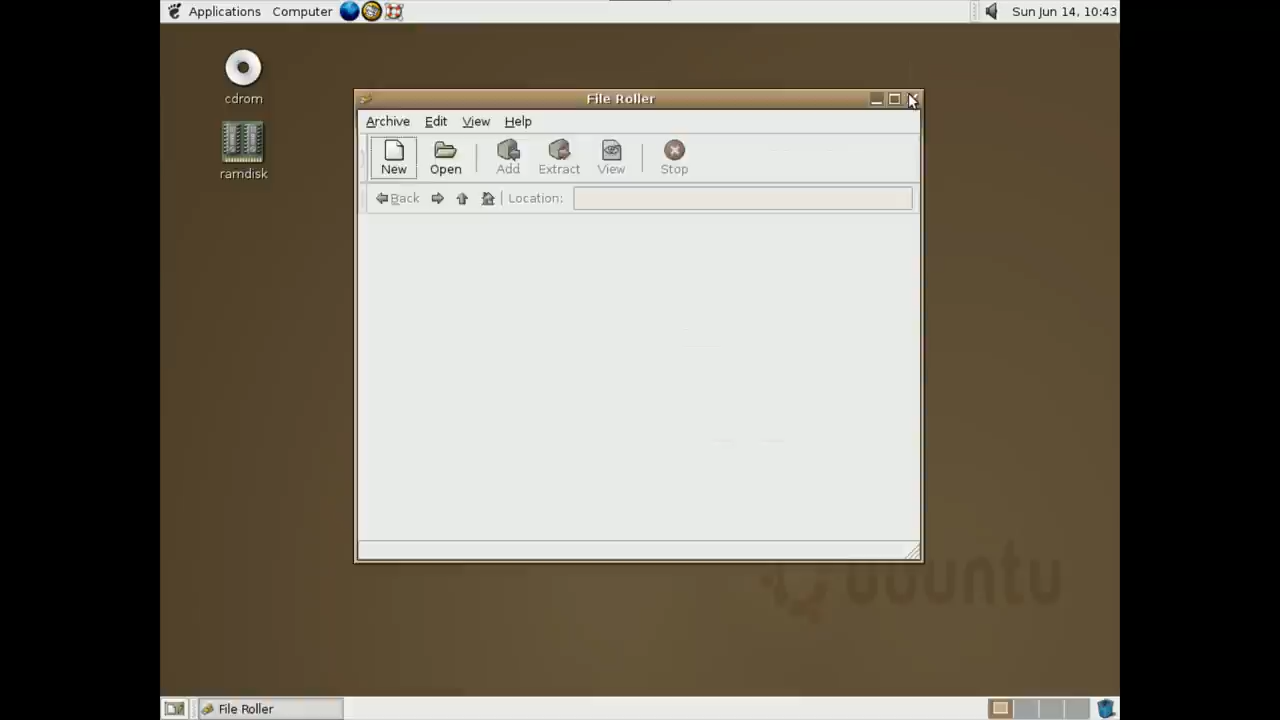 Applications Computer Sun Jun 14, 10:43
cdrom
ramdisk
File Roller
Archive Edit View Help
New Open Add Extract View Stop
Back Location:
ubuntu
File Roller